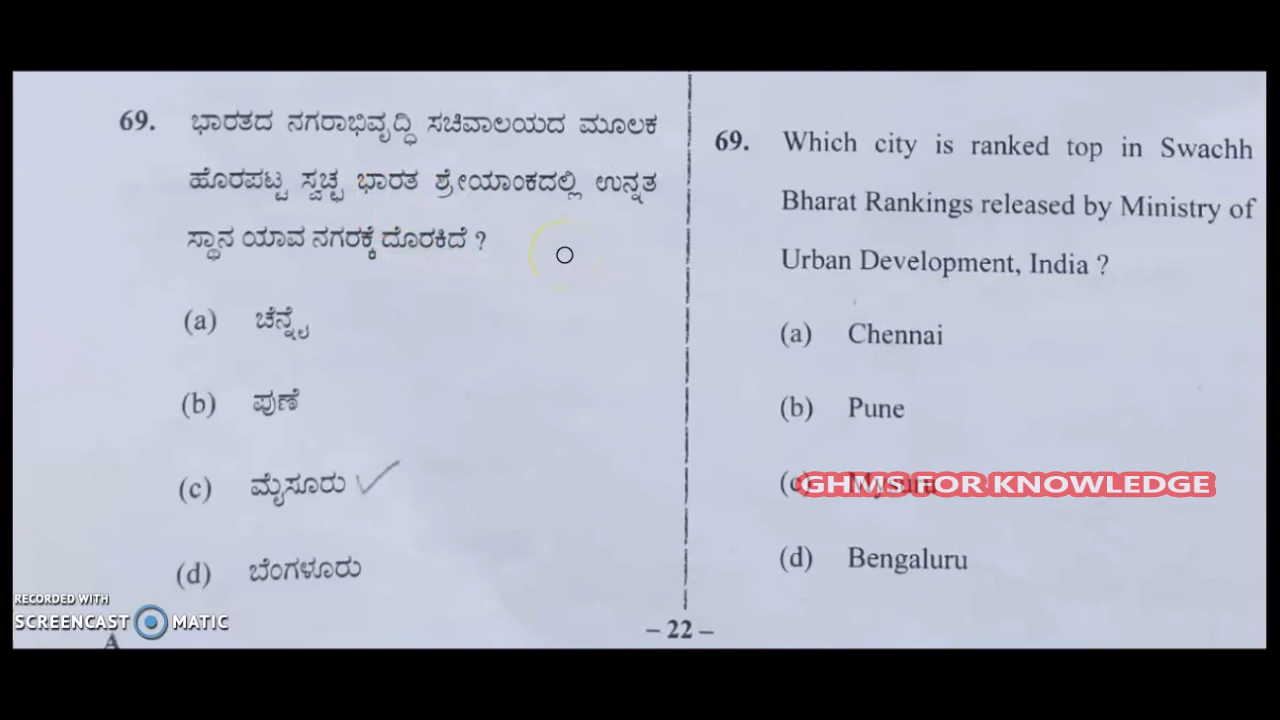 69. ಭಾರತದ ನಗರಾಭಿವೃದ್ಧಿ ಸಚಿವಾಲಯದ ಮೂಲಕ
ಹೊರಪಟ್ಟ ಸ್ವಚ್ಛ ಭಾರತ ಶ್ರೇಯಾಂಕದಲ್ಲಿ ಉನ್ನತ
ಸ್ಥಾನ ಯಾವ ನಗರಕ್ಕೆ ದೊರಕಿದೆ ?
(a) ಚೆನ್ನೈ
(b) ಪುಣೆ
(c) ಮೈಸೂರು
(d) ಬೆಂಗಳೂರು
69. Which city is ranked top in Swachh
Bharat Rankings released by Ministry of
Urban Development, India ?
(a) Chennai
(b) Pune
(c) Mysuru
GHMS FOR KNOWLEDGE
(d) Bengaluru
– 22 –
RECORDED WITH
SCREENCAST MATIC
A